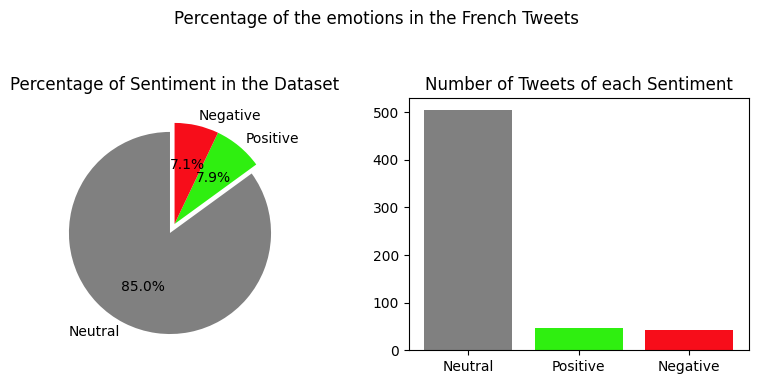 Percentage of the emotions in the French Tweets
Percentage of Sentiment in the Dataset
Negative
Positive
7.1%
7.9%
85.0%
Neutral
Number of Tweets of each Sentiment
500
400
300
200
100
0
Neutral Positive Negative